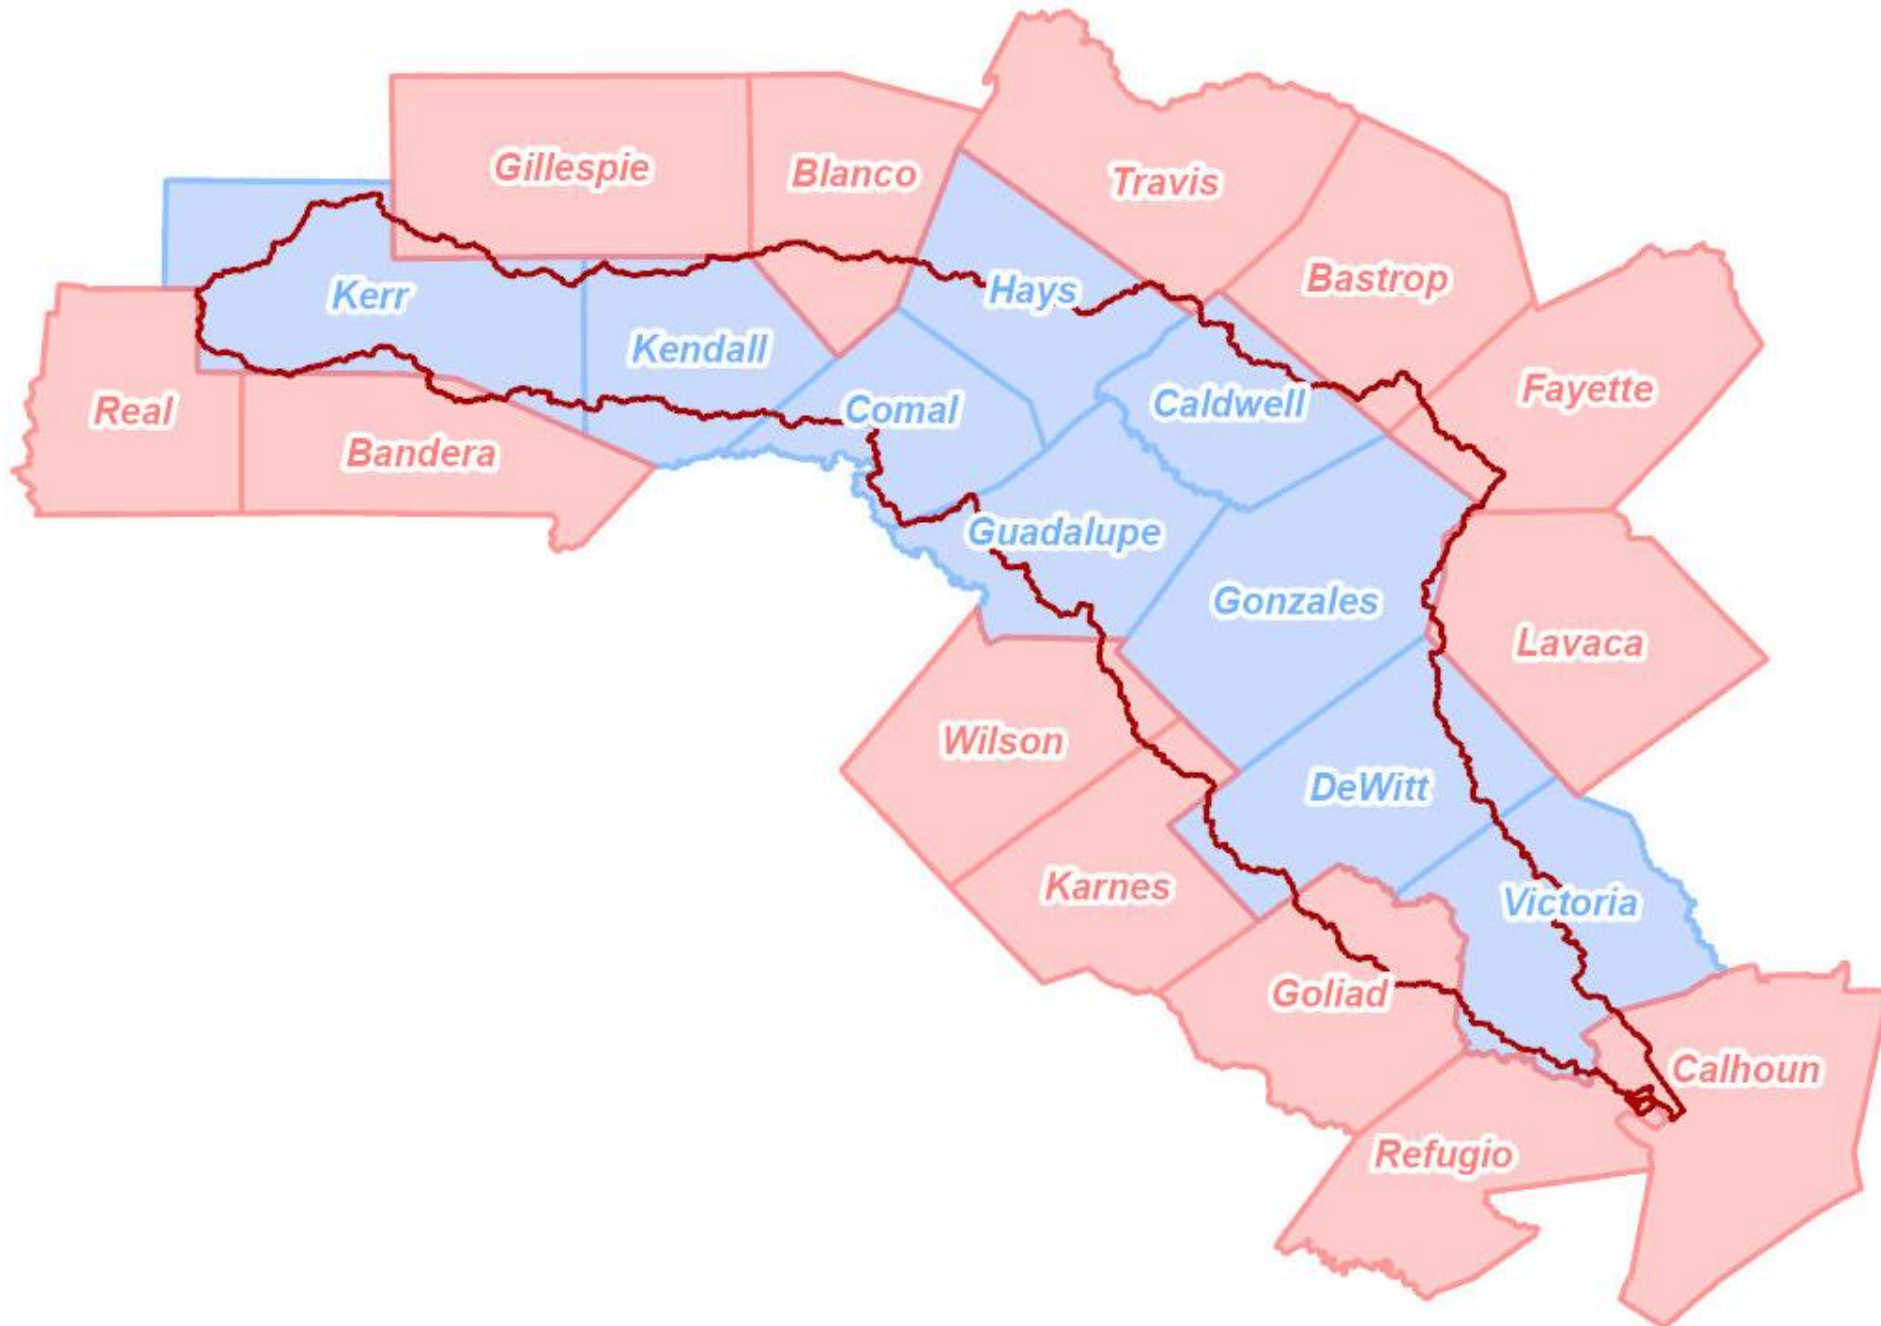 Gillespie
Blanco
Travis
Bastrop
Kerr
Hays
Kendall
Real
Comal
Caldwell
Fayette
Bandera
Guadalupe
Gonzales
Lavaca
Wilson
DeWitt
Karnes
Victoria
Goliad
Calhoun
Refugio